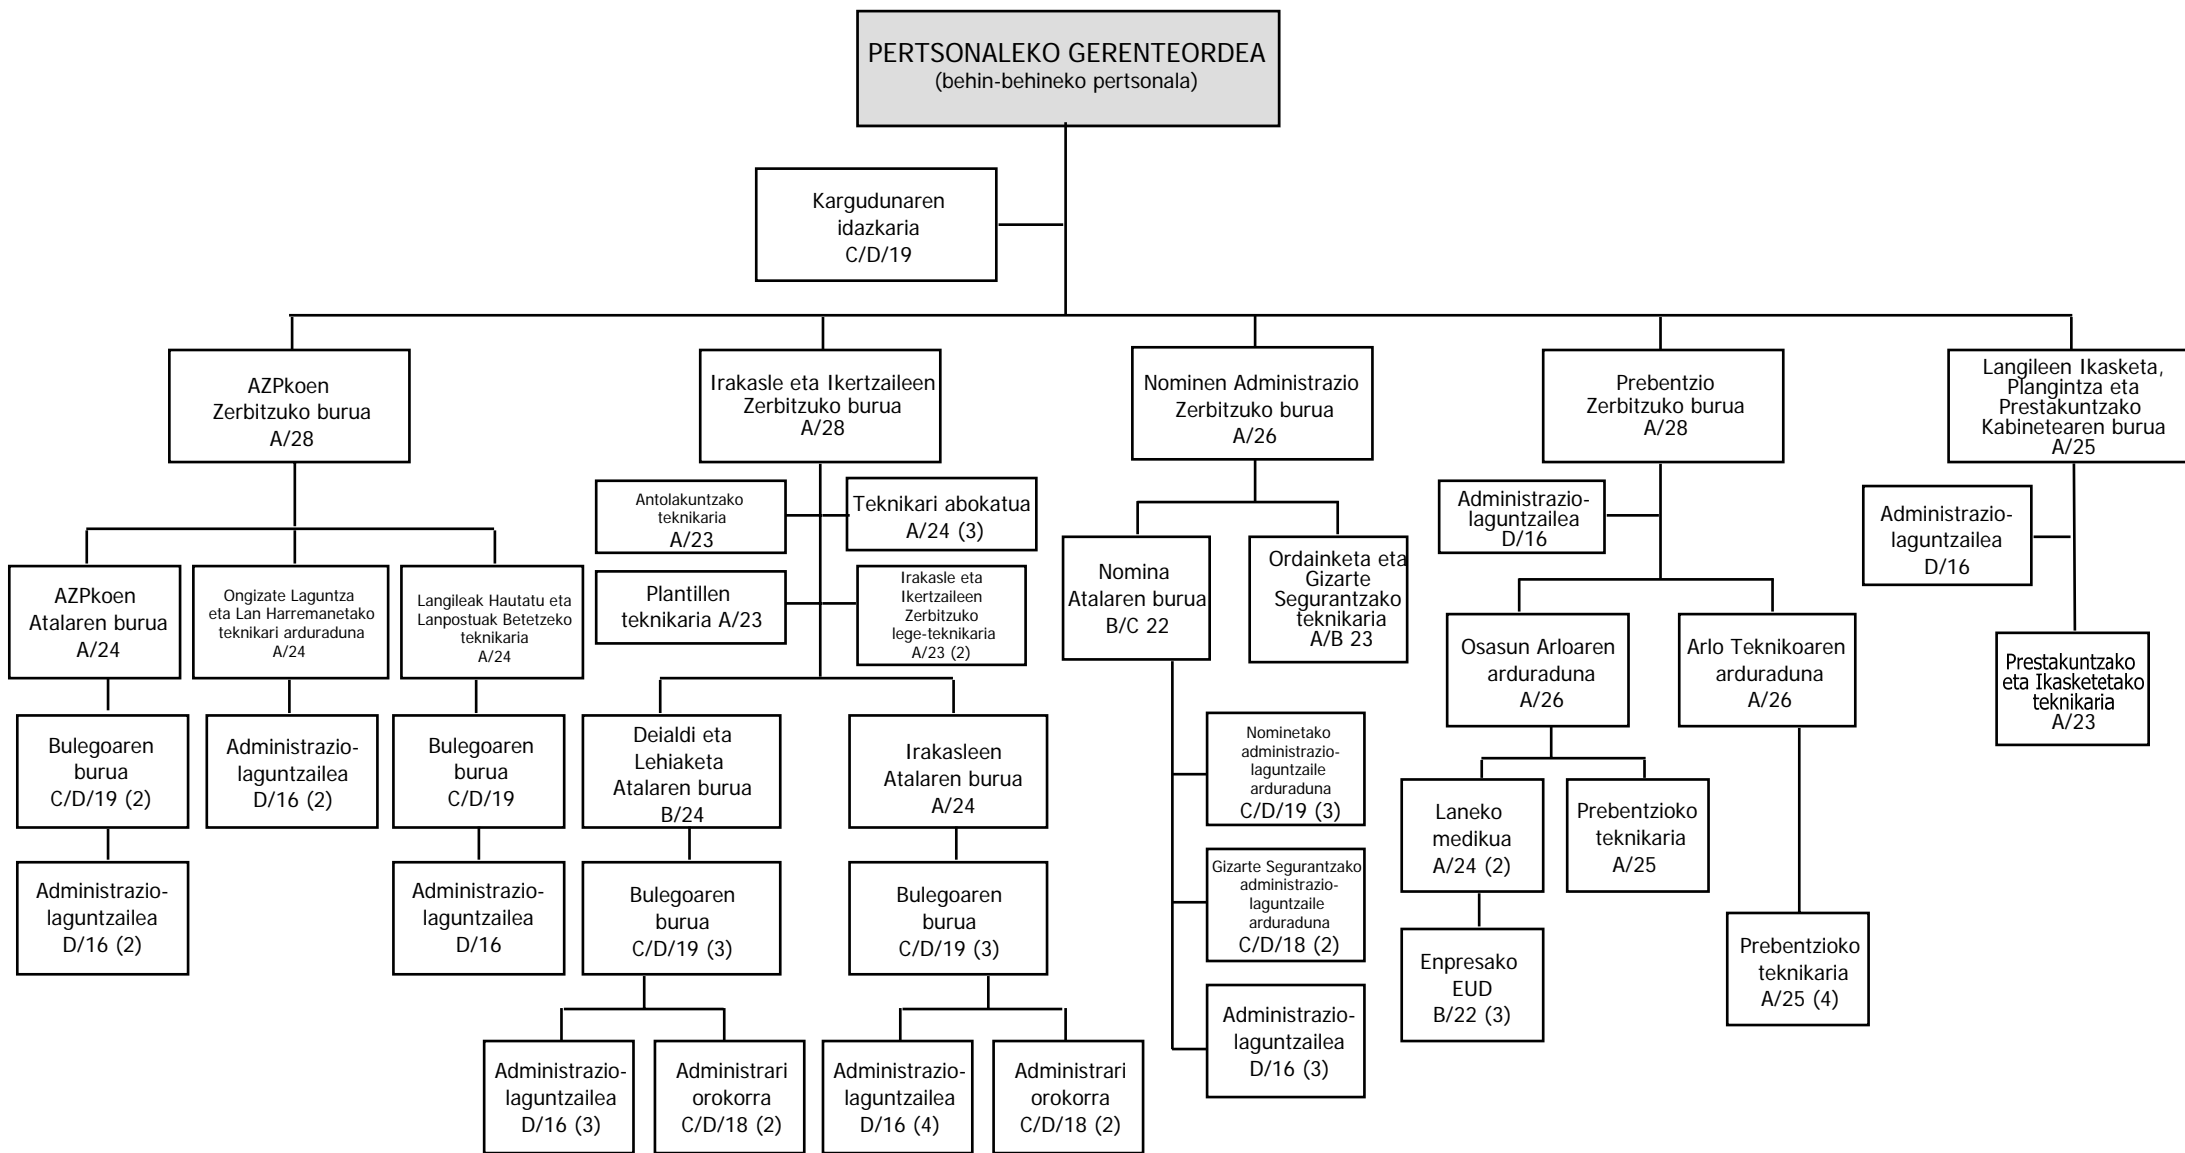 PERTSONALEKO GERENTEORDEA
(behin-behineko pertsonala)
Kargudunaren
idazkaria
C/D/19
AZPkoen
Zerbitzuko burua
A/28
Irakasle eta Ikertzaileen
Zerbitzuko burua
A/28
Nominen Administrazio
Zerbitzuko burua
A/26
Prebentzio
Zerbitzuko burua
A/28
Langileen Ikasketa,
Plangintza eta
Prestakuntzako
Kabinetearen burua
A/25
Antolakuntzako
teknikaria
A/23
Teknikari abokatua
A/24 (3)
Administrazio-
laguntzailea
D/16
Administrazio-
laguntzailea
D/16
AZPkoen
Atalaren burua
A/24
Ongizate Laguntza
eta Lan Harremanetako
teknikari arduraduna
A/24
Langileak Hautatu eta
Lanpostuak Betetzeko
teknikaria
A/24
Plantillen
teknikaria A/23
Irakasle eta
Ikertzaileen
Zerbitzuko
lege-teknikaria
A/23 (2)
Nomina
Atalaren burua
B/C 22
Ordainketa eta
Gizarte
Segurantzako
teknikaria
A/B 23
Osasun Arloaren
arduraduna
A/26
Arlo Teknikoaren
arduraduna
A/26
Prestakuntzako
eta Ikasketetako
teknikaria
A/23
Bulegoaren
burua
C/D/19 (2)
Administrazio-
laguntzailea
D/16 (2)
Bulegoaren
burua
C/D/19
Deialdi eta
Lehiaketa
Atalaren burua
B/24
Irakasleen
Atalaren burua
A/24
Nominetako
administrazio-
laguntzaile
arduraduna
C/D/19 (3)
Laneko
medikua
A/24 (2)
Prebentzioko
teknikaria
A/25
Administrazio-
laguntzailea
D/16 (2)
Administrazio-
laguntzailea
D/16
Bulegoaren
burua
C/D/19 (3)
Bulegoaren
burua
C/D/19 (3)
Gizarte Segurantzako
administrazio-
laguntzaile
arduraduna
C/D/18 (2)
Enpresako
EUD
B/22 (3)
Prebentzioko
teknikaria
A/25 (4)
Administrazio-
laguntzailea
D/16 (3)
Administrazio-
laguntzailea
D/16 (3)
Administrari
orokorra
C/D/18 (2)
Administrazio-
laguntzailea
D/16 (4)
Administrari
orokorra
C/D/18 (2)